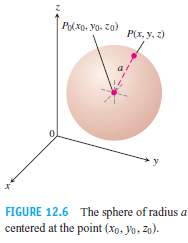 z
P₀(x₀, y₀, z₀)
P(x, y, z)
a
0
y
x
FIGURE 12.6 The sphere of radius a
centered at the point (x₀, y₀, z₀).